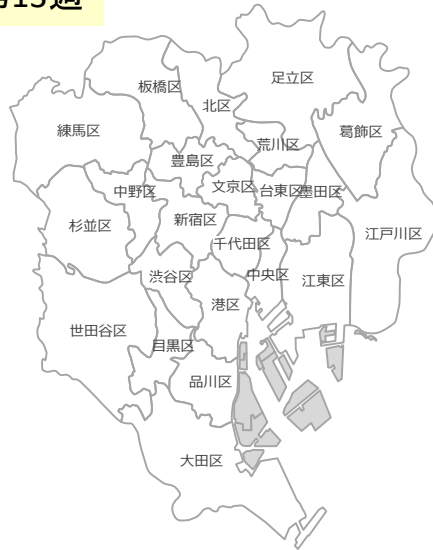 第15週
足立区
板橋区
北区
葛飾区
練馬区
荒川区
豊島区
文京区
台東区
墨田区
中野区
新宿区
杉並区
千代田区
江戸川区
中央区
江東区
渋谷区
港区
世田谷区
目黒区
品川区
大田区